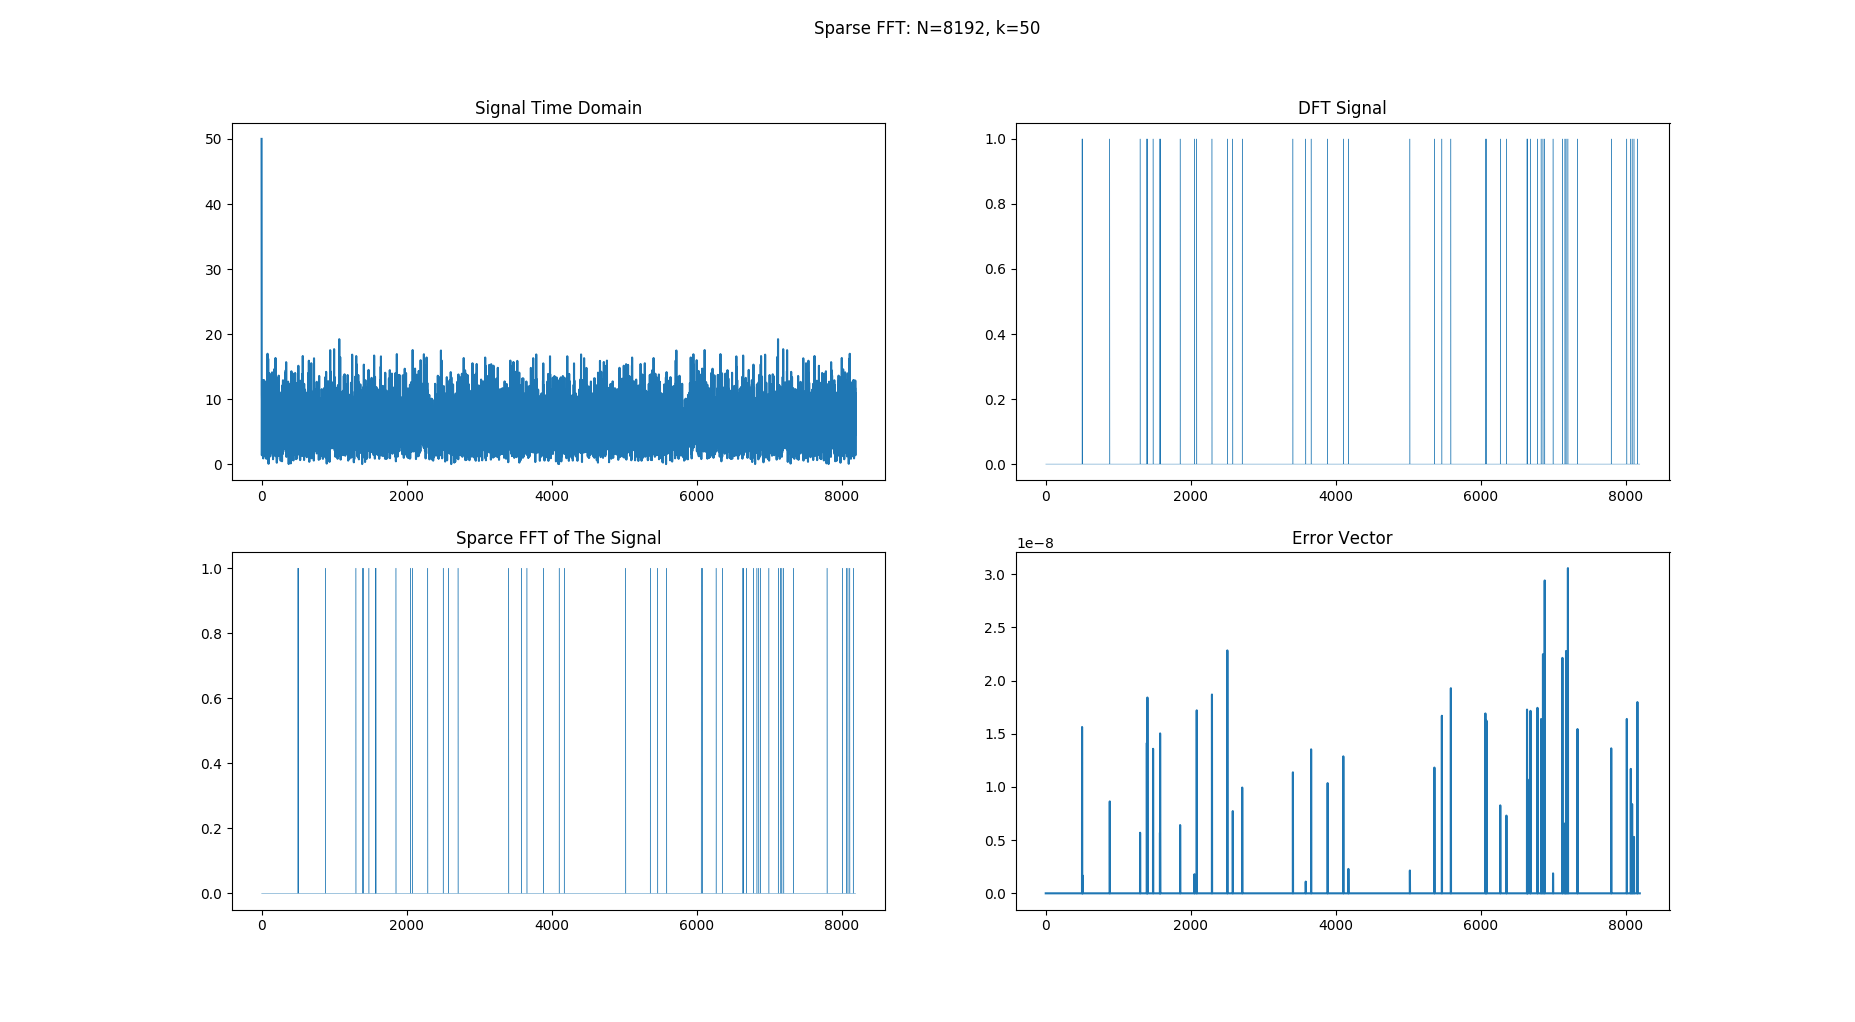 Sparse FFT: N=8192, k=50
Signal Time Domain
50
40
30
20
10
0
0 2000 4000 6000 8000
DFT Signal
1.0
0.8
0.6
0.4
0.2
0.0
0 2000 4000 6000 8000
Sparce FFT of The Signal
1.0
0.8
0.6
0.4
0.2
0.0
0 2000 4000 6000 8000
Error Vector
1e−8
3.0
2.5
2.0
1.5
1.0
0.5
0.0
0 2000 4000 6000 8000